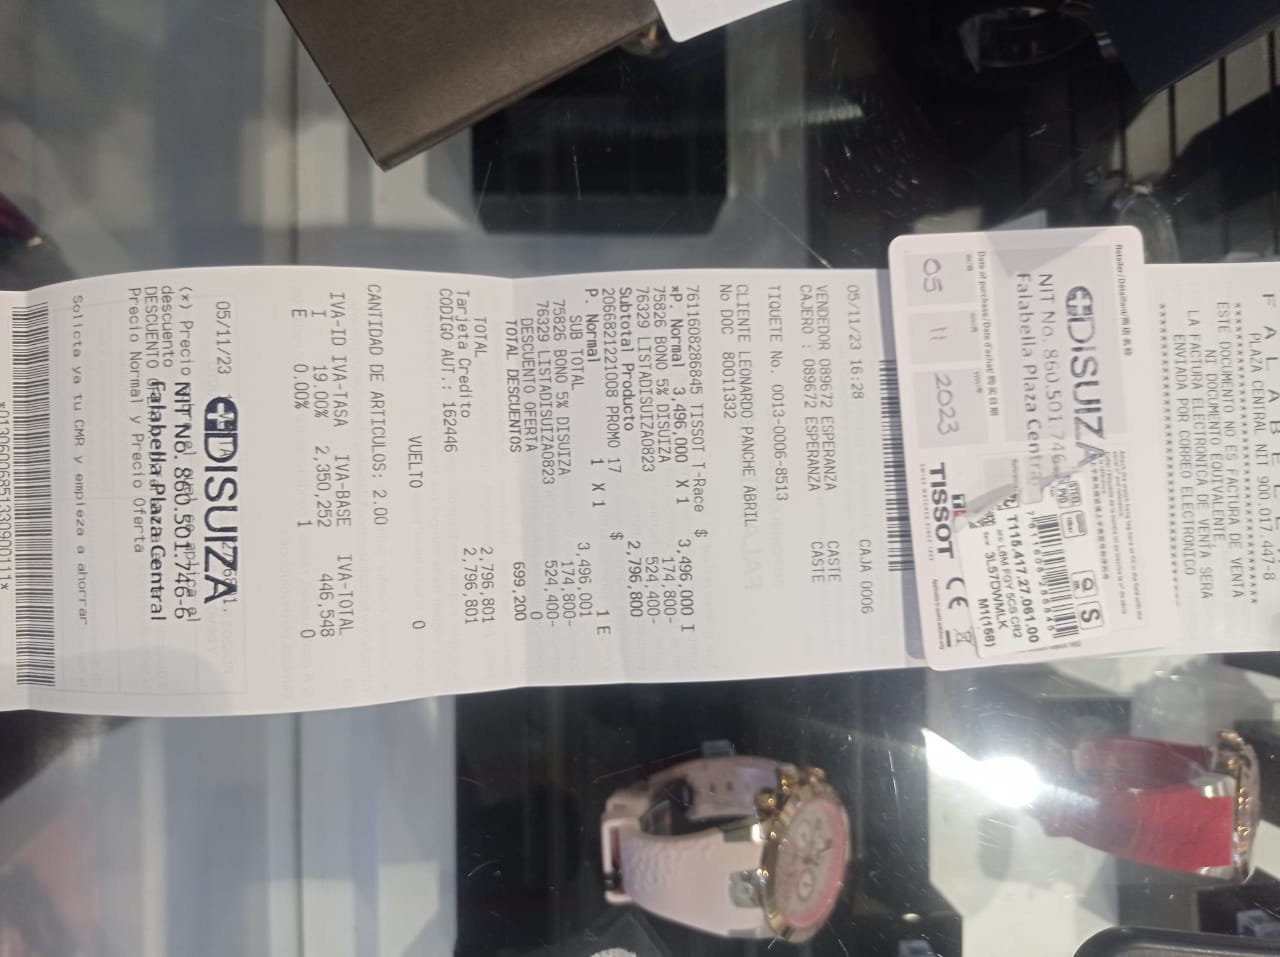 F A L A B E L
PLAZA CENTRAL NIT 900.017.447-8
*********************************
ESTE DOCUMENTO NO ES FACTURA DE VENTA
NI DOCUMENTO EQUIVALENTE.
LA FACTURA ELECTRONICA DE VENTA SERA
ENVIADA POR CORREO ELECTRONICO
*********************************
DISUIZA
NIT No. 860.501.746
Falabella Plaza Central
05 11 2023
TISSOT
CE
S
T115.417.27.061.00
3L57DWMLK
M1(168)
CAJA 0006
05/11/23 16:28
VENDEDOR 089672 ESPERANZA CASTE
CAJERO : 089672 ESPERANZA CASTE
TIQUETE No. 0013-0006-8513
CLIENTE LEONARDO PANCHE ABRIL
No DOC 80011332
7611608286845 TISSOT T-Race $ 3,496,000 I
*P. Normal 3,496,000 X 1 174,800-
75826 BONO 5% DISUIZA 524,400-
76329 LISTADISUIZA0823
Subtotal Producto $ 2,796,800
2066821221008 PROMO 17 1 E
P. Normal 1 X 1
SUB TOTAL 3,496,001
75826 BONO 5% DISUIZA 174,800-
76329 LISTADISUIZA0823 524,400-
DESCUENTO OFERTA 0
TOTAL DESCUENTOS 699,200
TOTAL 2,796,801
Tarjeta Credito 2,796,801
CODIGO AUT.: 162446
VUELTO 0
CANTIDAD DE ARTICULOS: 2.00
IVA-ID IVA-TASA IVA-BASE IVA-TOTAL
I 19.00% 2,350,252 446,548
E 0.00% 1 0
05/11/23
DISUIZA
(*) Precio
NIT No. 860.501.746-6
descuento
Falabella Plaza Central
DESCUENTO
Precio Normal y Precio Oferta
Solicita ya tu CMR y empieza a ahorrar
*013060068513309001111*